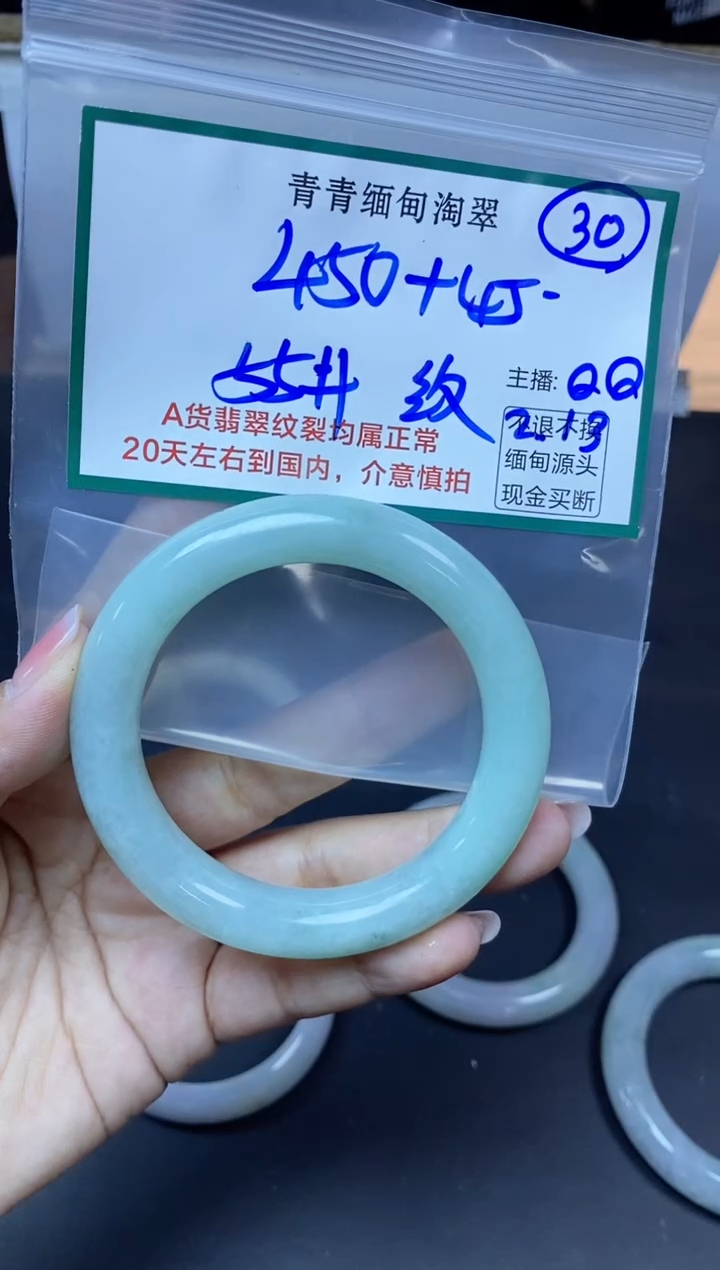 青青缅甸淘翠
30
450+45-
55 纹
主播: QQ
2.13
A货翡翠纹裂均属正常
20天左右到国内，介意慎拍
不退不换
缅甸源头
现金买断